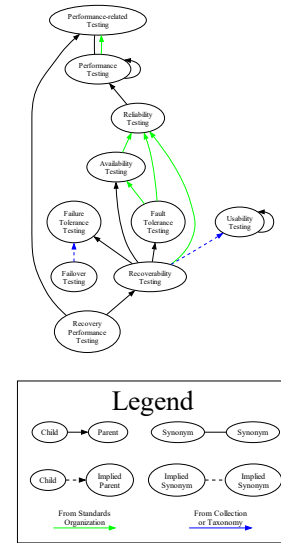 Performance-related
Testing
Performance
Testing
Reliability
Testing
Availability
Testing
Failure
Tolerance
Testing
Fault
Tolerance
Testing
Usability
Testing
Failover
Testing
Recoverability
Testing
Recovery
Performance
Testing
Legend
Child
Parent
Synonym
Synonym
Child
Implied
Parent
Implied
Synonym
Implied
Synonym
From Standards
Organization
From Collection
or Taxonomy